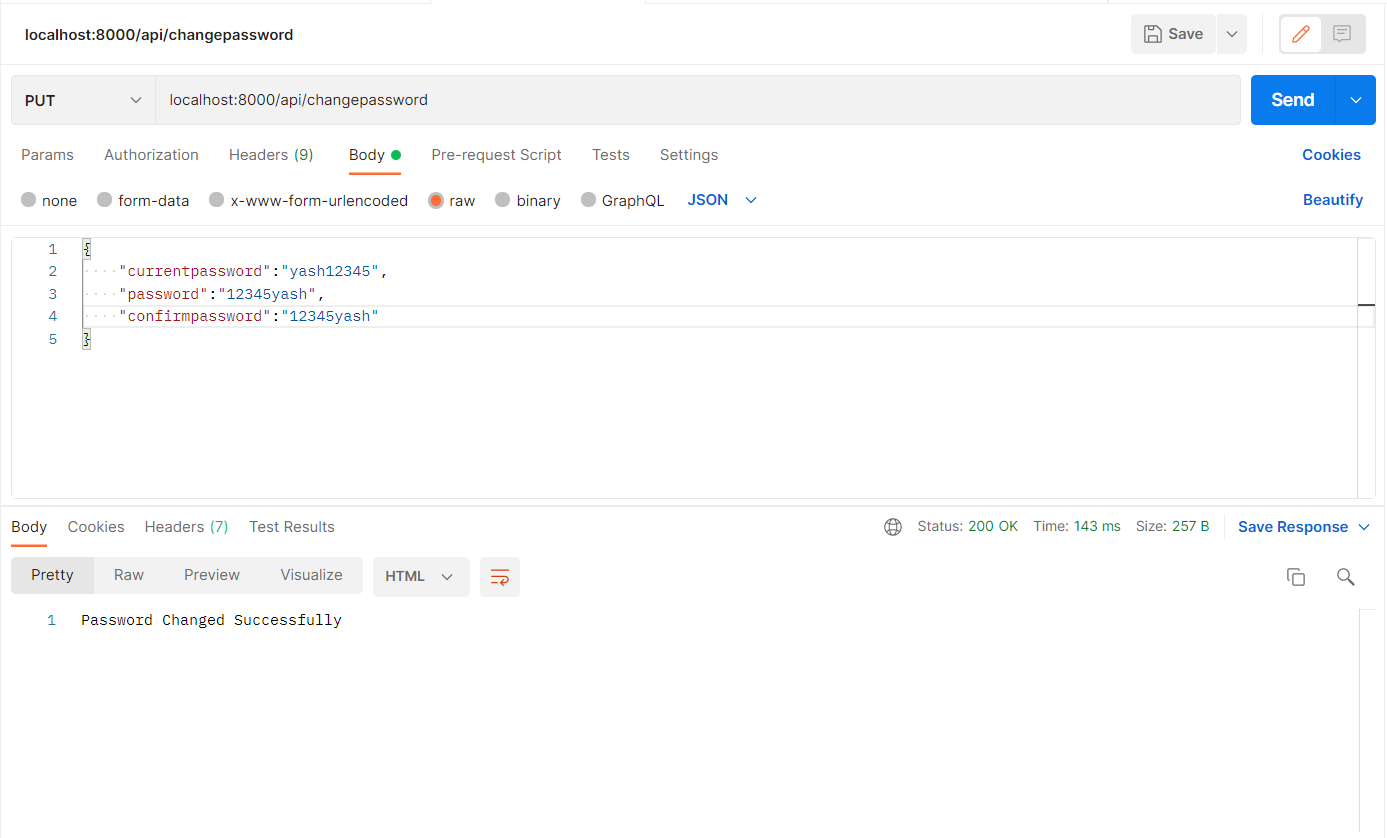 localhost:8000/api/changepassword
Save
PUT
localhost:8000/api/changepassword
Send
Params Authorization Headers (9) Body Pre-request Script Tests Settings Cookies
none form-data x-www-form-urlencoded raw binary GraphQL JSON Beautify
1 {
2 "currentpassword":"yash12345",
3 "password":"12345yash",
4 "confirmpassword":"12345yash"
5 }
Body Cookies Headers (7) Test Results Status: 200 OK Time: 143 ms Size: 257 B Save Response
Pretty Raw Preview Visualize HTML
1 Password Changed Successfully